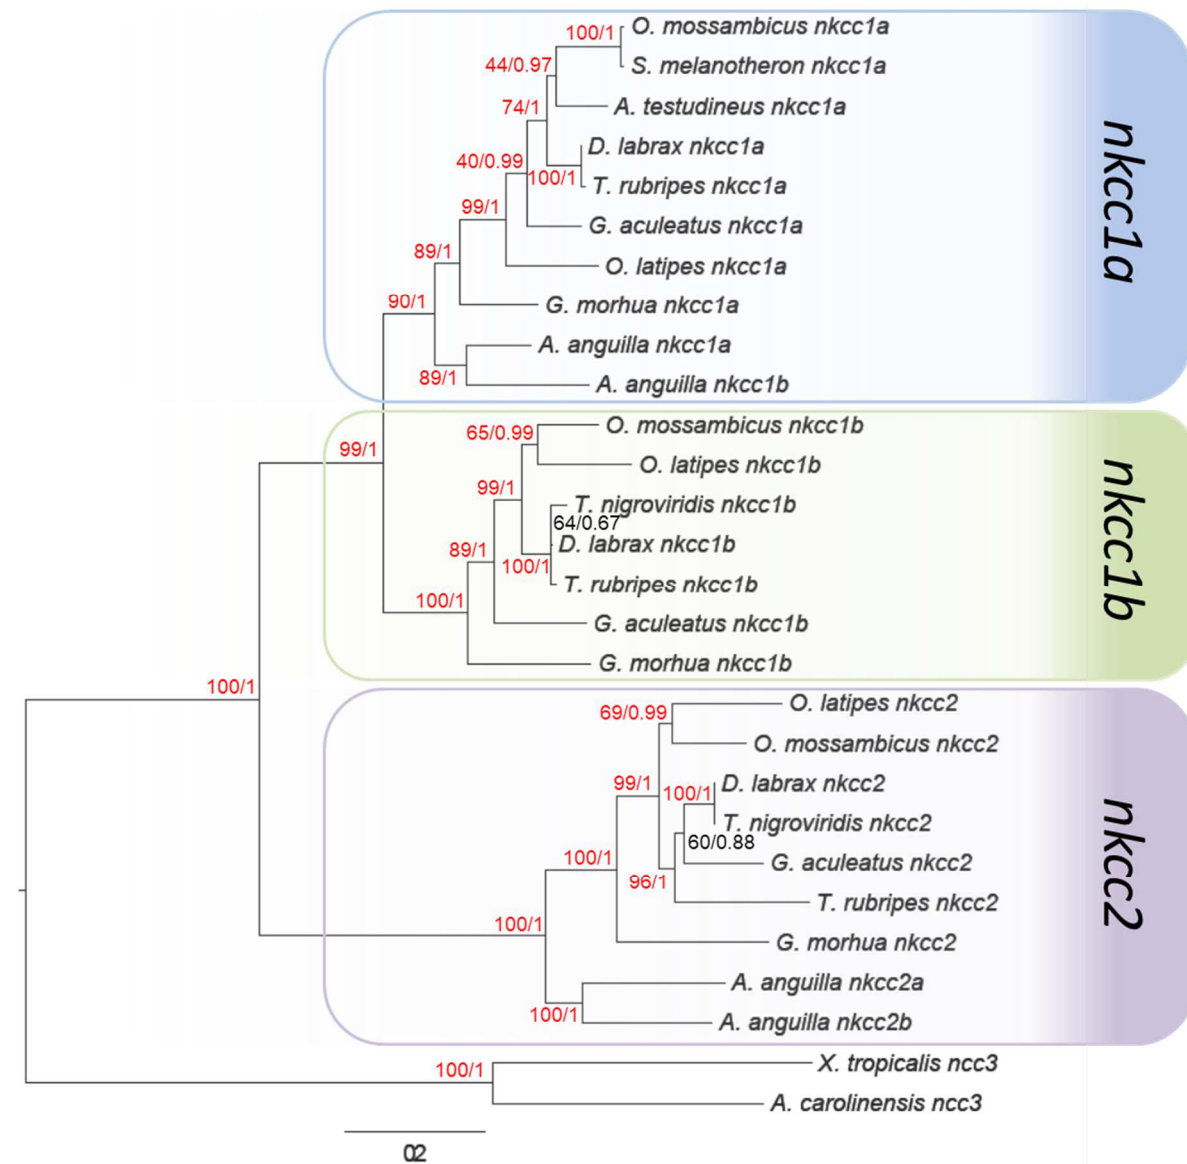 100/1
O. mossambicus nkcc1a
44/0.97
S. melanotheron nkcc1a
74/1
A. testudineus nkcc1a
D. labrax nkcc1a
40/0.99
100/1
T. rubripes nkcc1a
99/1
G. aculeatus nkcc1a
89/1
O. latipes nkcc1a
90/1
G. morhua nkcc1a
A. anguilla nkcc1a
89/1
A. anguilla nkcc1b
nkcc1a
65/0.99
O. mossambicus nkcc1b
99/1
O. latipes nkcc1b
99/1
T. nigroviridis nkcc1b
64/0.67
89/1
D. labrax nkcc1b
100/1
T. rubripes nkcc1b
100/1
G. aculeatus nkcc1b
G. morhua nkcc1b
nkcc1b
100/1
69/0.99
O. latipes nkcc2
O. mossambicus nkcc2
99/1
100/1
D. labrax nkcc2
T. nigroviridis nkcc2
60/0.88
100/1
G. aculeatus nkcc2
96/1
T. rubripes nkcc2
100/1
G. morhua nkcc2
A. anguilla nkcc2a
100/1
A. anguilla nkcc2b
nkcc2
100/1
X. tropicalis ncc3
A. carolinensis ncc3